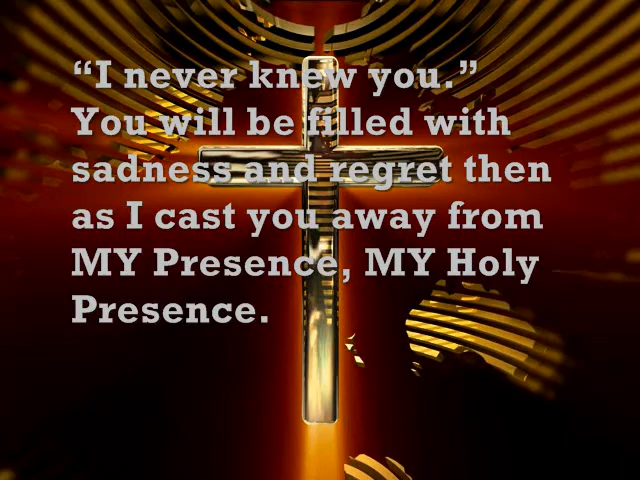 “I never knew you.”
You will be filled with
sadness and regret then
as I cast you away from
MY Presence, MY Holy
Presence.